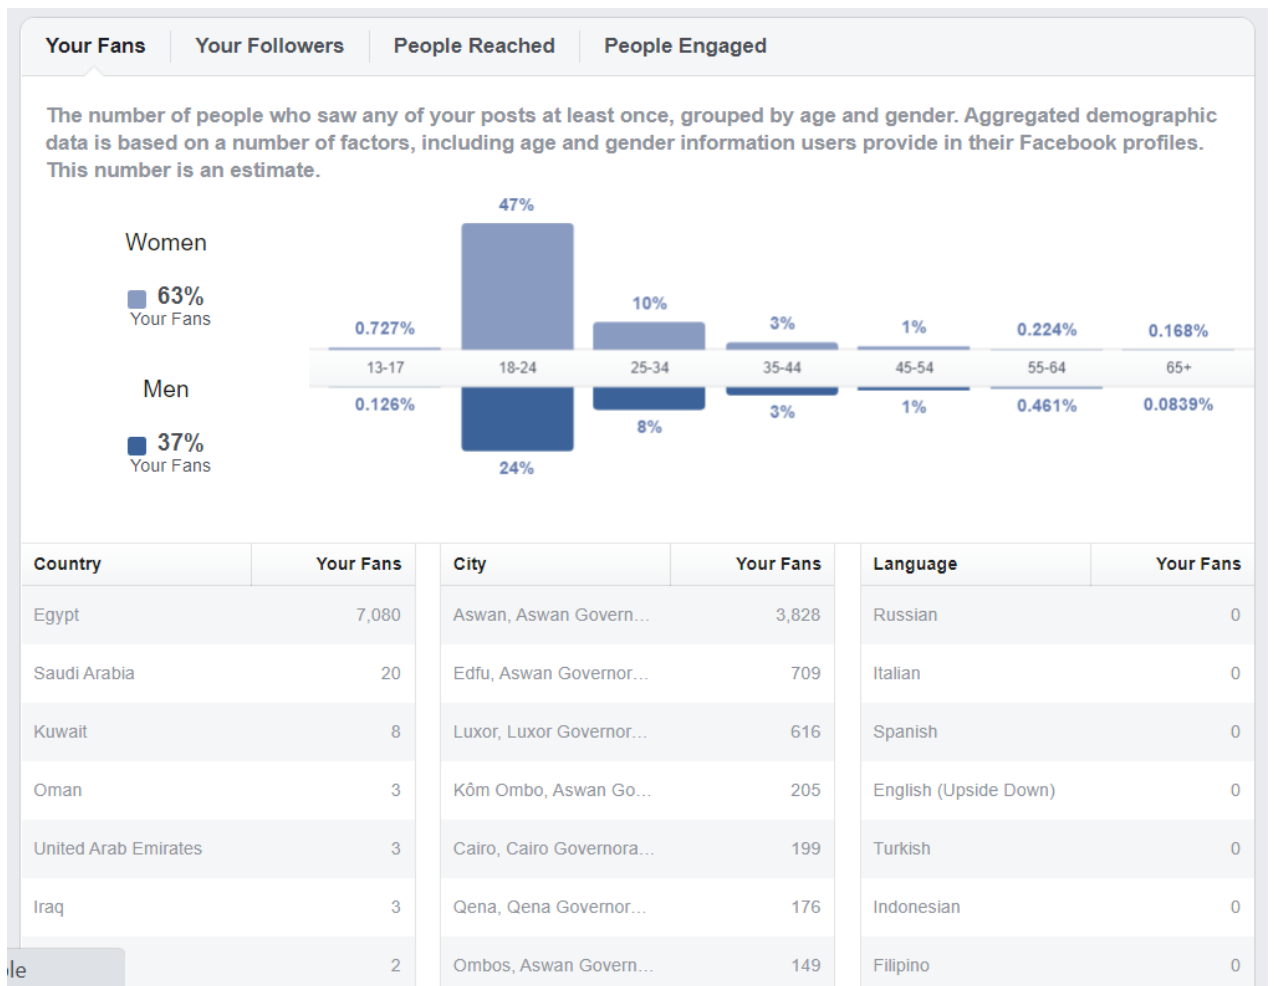 Your Fans
Your Followers
People Reached
People Engaged
The number of people who saw any of your posts at least once, grouped by age and gender. Aggregated demographic
data is based on a number of factors, including age and gender information users provide in their Facebook profiles.
This number is an estimate.
Women
63%
Your Fans
Men
37%
Your Fans
47%
0.727% 10% 3% 1% 0.224% 0.168%
13-17 18-24 25-34 35-44 45-54 55-64 65+
0.126% 24% 8% 3% 1% 0.461% 0.0839%
Country Your Fans
Egypt 7,080
Saudi Arabia 20
Kuwait 8
Oman 3
United Arab Emirates 3
Iraq 3
2
City Your Fans
Aswan, Aswan Govern... 3,828
Edfu, Aswan Governor... 709
Luxor, Luxor Governor... 616
Kôm Ombo, Aswan Go... 205
Cairo, Cairo Governora... 199
Qena, Qena Governor... 176
Ombos, Aswan Govern... 149
Language Your Fans
Russian 0
Italian 0
Spanish 0
English (Upside Down) 0
Turkish 0
Indonesian 0
Filipino 0